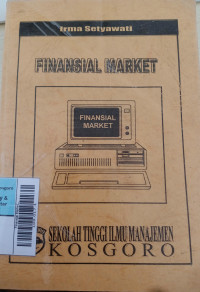 Irma Setyawati
FINANSIAL MARKET
FINANSIAL
MARKET
SEKOLAH TINGGI ILMU MANAJEMEN
KOSGORO